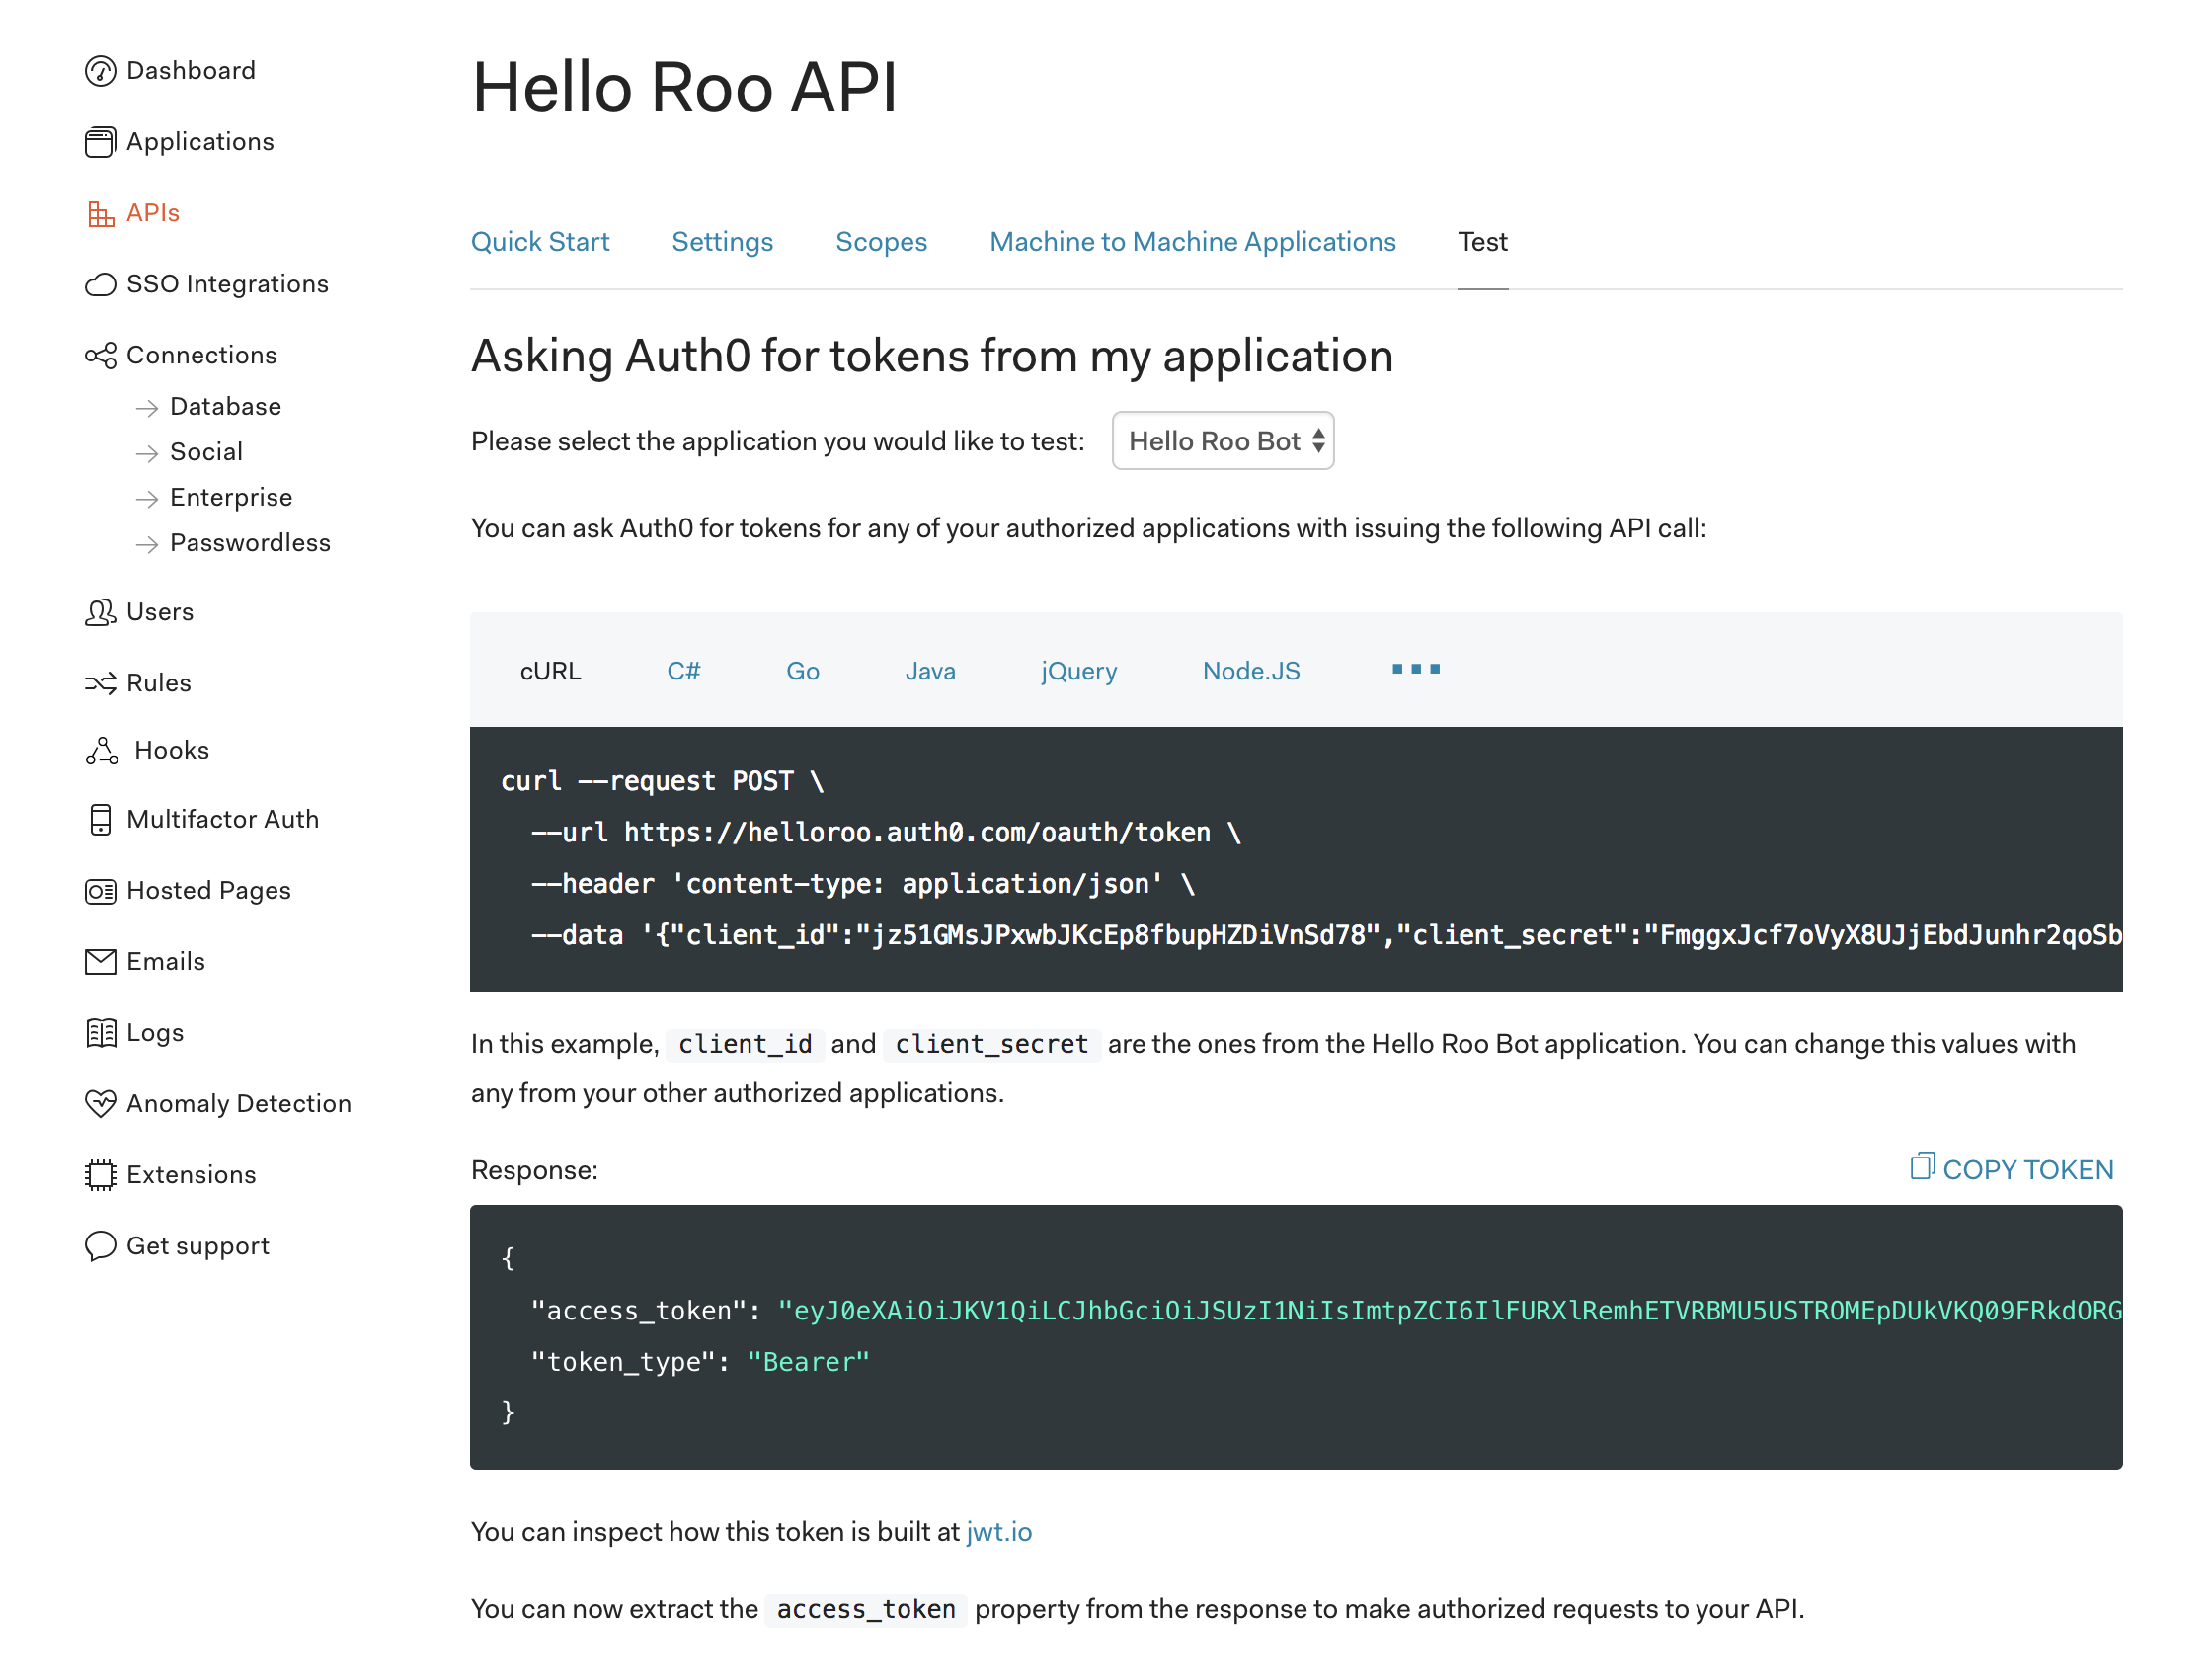 Dashboard
Applications
APIs
SSO Integrations
Connections
Database
Social
Enterprise
Passwordless
Users
Rules
Hooks
Multifactor Auth
Hosted Pages
Emails
Logs
Anomaly Detection
Extensions
Get support
Hello Roo API
Quick Start Settings Scopes Machine to Machine Applications Test
Asking Auth0 for tokens from my application
Please select the application you would like to test: Hello Roo Bot
You can ask Auth0 for tokens for any of your authorized applications with issuing the following API call:
cURL C# Go Java jQuery Node.JS
curl --request POST \
--url https://helloroo.auth0.com/oauth/token \
--header 'content-type: application/json' \
--data '{"client_id":"jz51GMsJPxwbJKcEp8fbupHZDiVnSd78","client_secret":"FmggxJcf7oVyX8UJjEbdJunhr2qoSb
In this example, client_id and client_secret are the ones from the Hello Roo Bot application. You can change this values with
any from your other authorized applications.
Response: COPY TOKEN
{
"access_token": "eyJ0eXAiOiJKV1QiLCJhbGciOiJSUzI1NiIsImtpZCI6IlFURXlRemhETVRBMU5USTROMEpDUkVKQ09FRkdORG
"token_type": "Bearer"
}
You can inspect how this token is built at jwt.io
You can now extract the access_token property from the response to make authorized requests to your API.